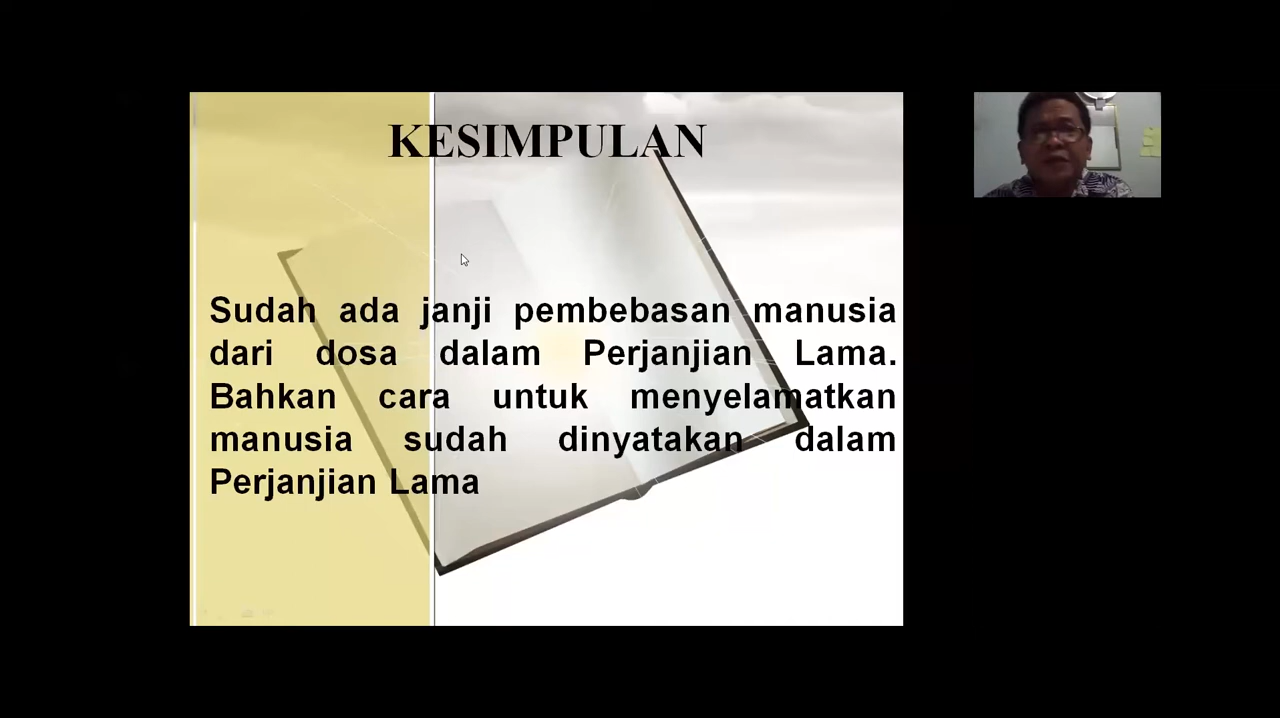 KESIMPULAN
Sudah ada janji pembebasan manusia
dari dosa dalam Perjanjian Lama.
Bahkan cara untuk menyelamatkan
manusia sudah dinyatakan dalam
Perjanjian Lama